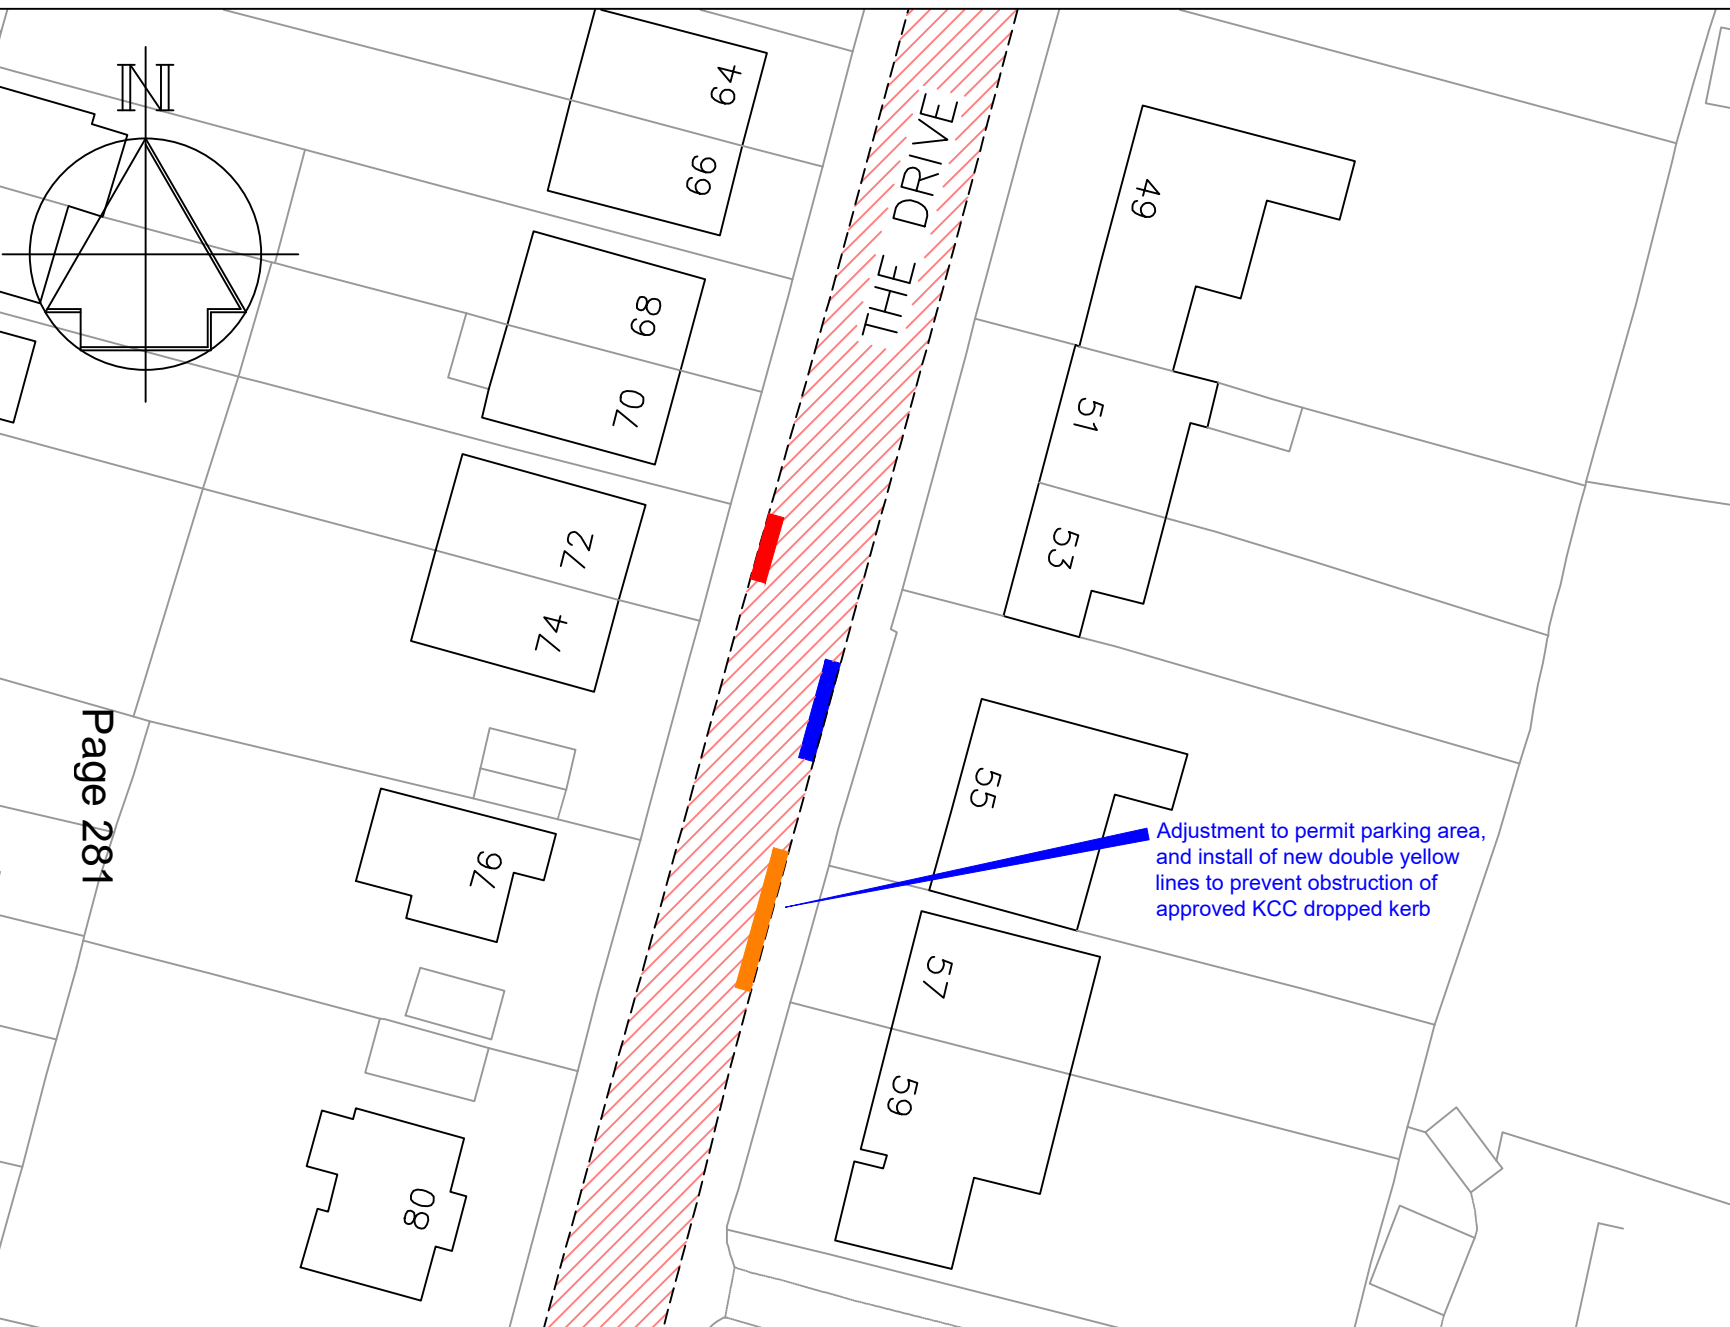 N
64
66
THE DRIVE
49
68
70
51
72
53
74
Page 281
55
76
Adjustment to permit parking area,
and install of new double yellow
lines to prevent obstruction of
approved KCC dropped kerb
57
59
80